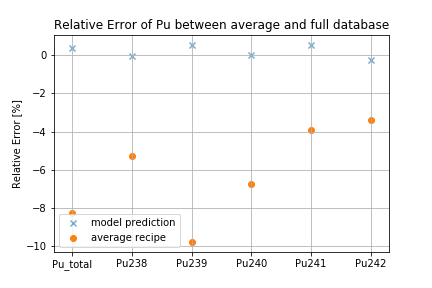 Relative Error of Pu between average and full database
Relative Error [%]
0
−2
−4
−6
−8
−10
model prediction
average recipe
Pu_total Pu238 Pu239 Pu240 Pu241 Pu242